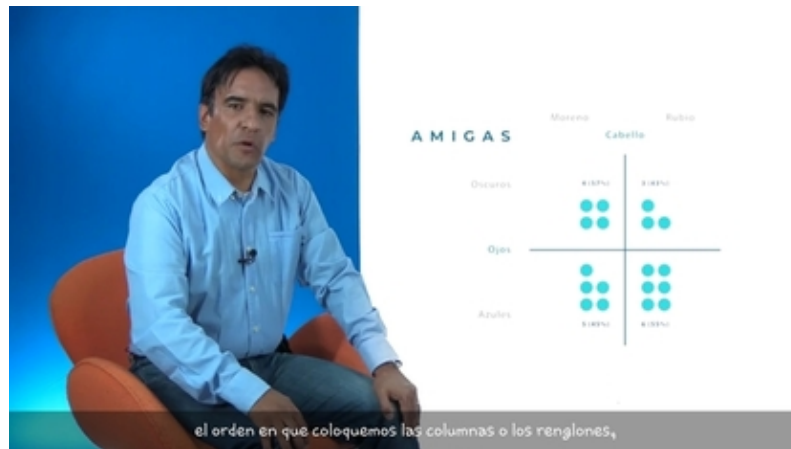 Moreno Rubio
AMIGAS Cabello
Oscuros
Ojos
Azules
el orden en que coloquemos las columnas o los renglones,